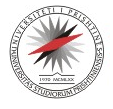 UNIVERSITETI I PRISHTINËS
UNIVERSITAS STUDIORUM PRISHTINIENSIS
1970 MCMLXX